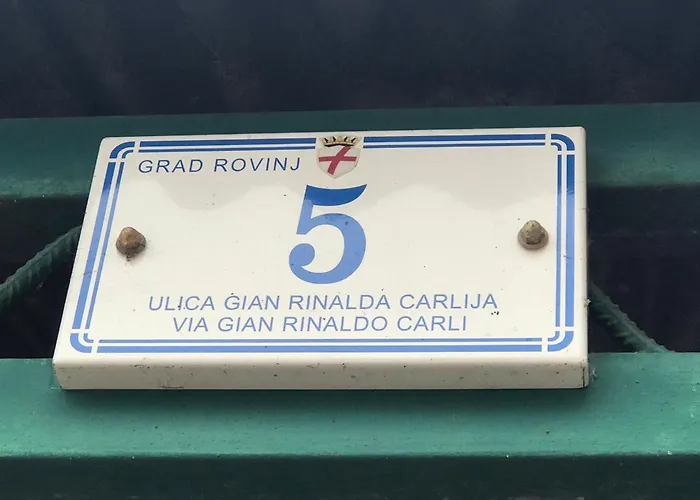 GRAD ROVINJ
5
ULICA GIAN RINALDA CARLIJA
VIA GIAN RINALDO CARLI